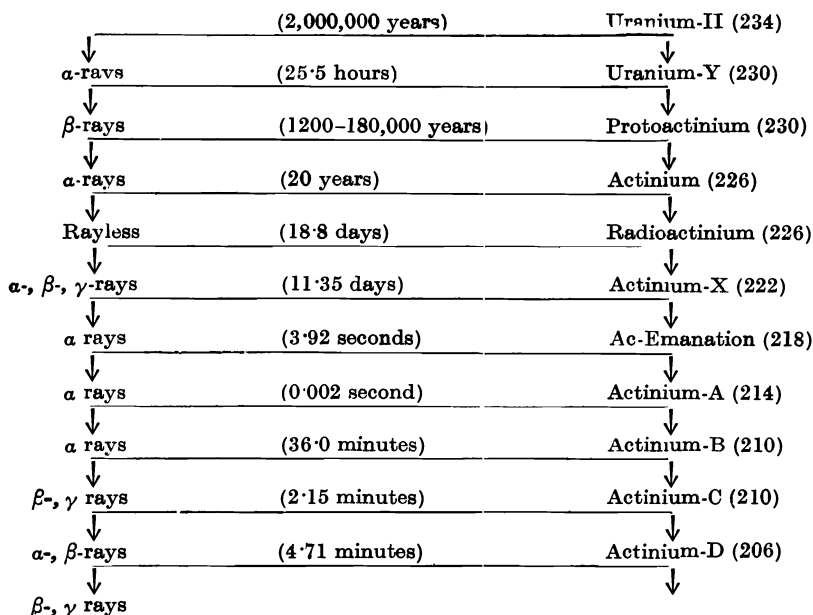 (2,000,000 years) Uranium-II (234)
α-rays (25·5 hours) Uranium-Y (230)
β-rays (1200–180,000 years) Protoactinium (230)
α-rays (20 years) Actinium (226)
Rayless (18·8 days) Radioactinium (226)
α-, β-, γ-rays (11·35 days) Actinium-X (222)
α rays (3·92 seconds) Ac-Emanation (218)
α rays (0·002 second) Actinium-A (214)
α rays (36·0 minutes) Actinium-B (210)
β-, γ rays (2·15 minutes) Actinium-C (210)
α-, β-rays (4·71 minutes) Actinium-D (206)
β-, γ rays